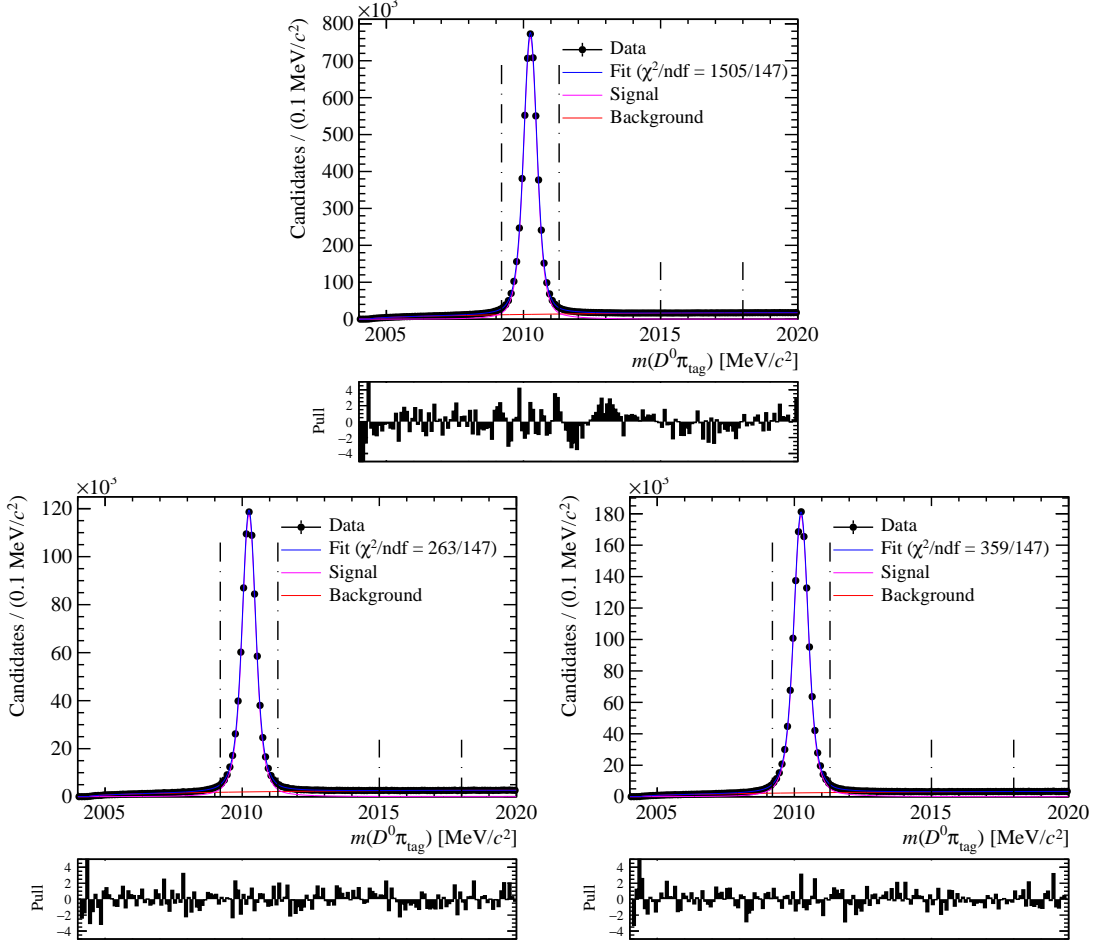 ×10³
Candidates / (0.1 MeV/c²)
800
700
600
500
400
300
200
100
0
Data
Fit (χ²/ndf = 1505/147)
Signal
Background
2005 2010 2015 2020
m(D⁰π_tag) [MeV/c²]
Pull
4
2
0
−2
−4
×10³
Candidates / (0.1 MeV/c²)
120
100
80
60
40
20
0
Data
Fit (χ²/ndf = 263/147)
Signal
Background
2005 2010 2015 2020
m(D⁰π_tag) [MeV/c²]
Pull
4
2
0
−2
−4
×10³
Candidates / (0.1 MeV/c²)
180
160
140
120
100
80
60
40
20
0
Data
Fit (χ²/ndf = 359/147)
Signal
Background
2005 2010 2015 2020
m(D⁰π_tag) [MeV/c²]
Pull
4
2
0
−2
−4